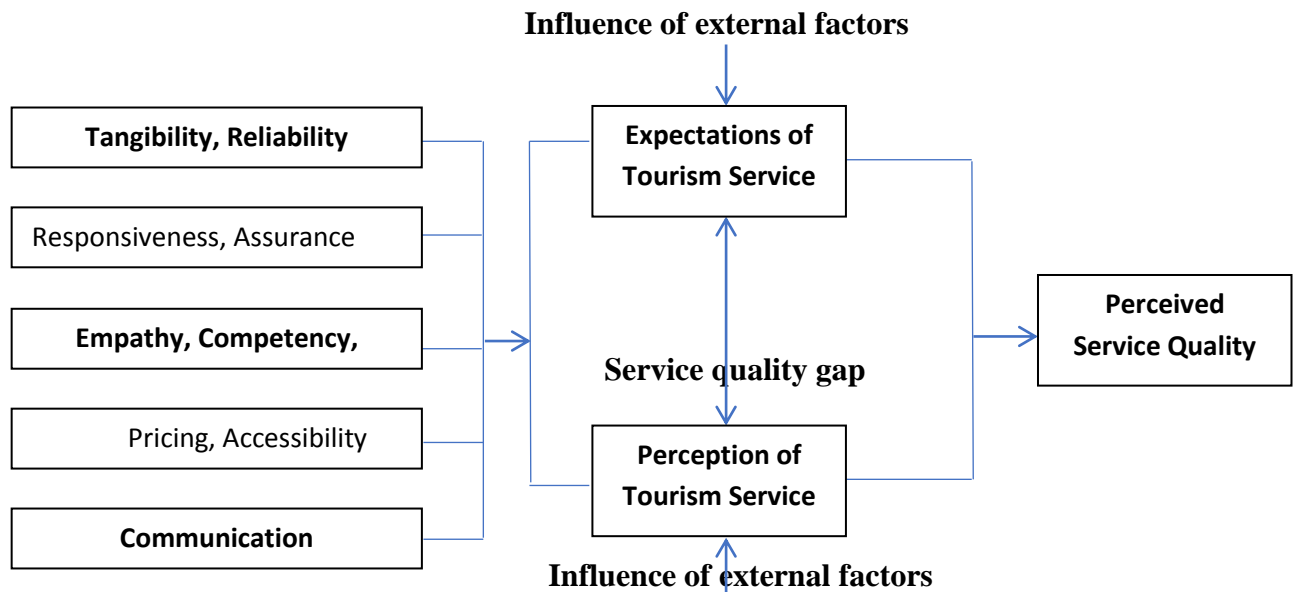 Influence of external factors
Tangibility, Reliability
Responsiveness, Assurance
Empathy, Competency,
Pricing, Accessibility
Communication
Expectations of
Tourism Service
Service quality gap
Perception of
Tourism Service
Influence of external factors
Perceived
Service Quality